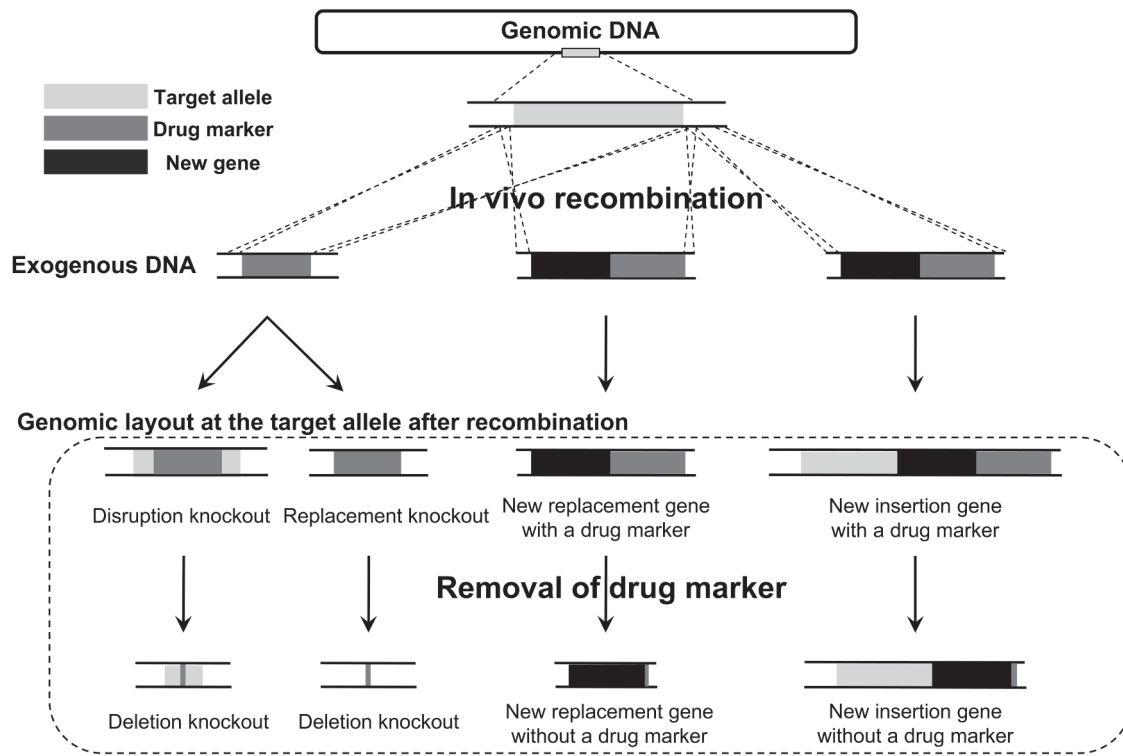 Genomic DNA
Target allele
Drug marker
New gene
In vivo recombination
Exogenous DNA
Genomic layout at the target allele after recombination
Disruption knockout
Replacement knockout
New replacement gene
with a drug marker
New insertion gene
with a drug marker
Removal of drug marker
Deletion knockout
Deletion knockout
New replacement gene
without a drug marker
New insertion gene
without a drug marker